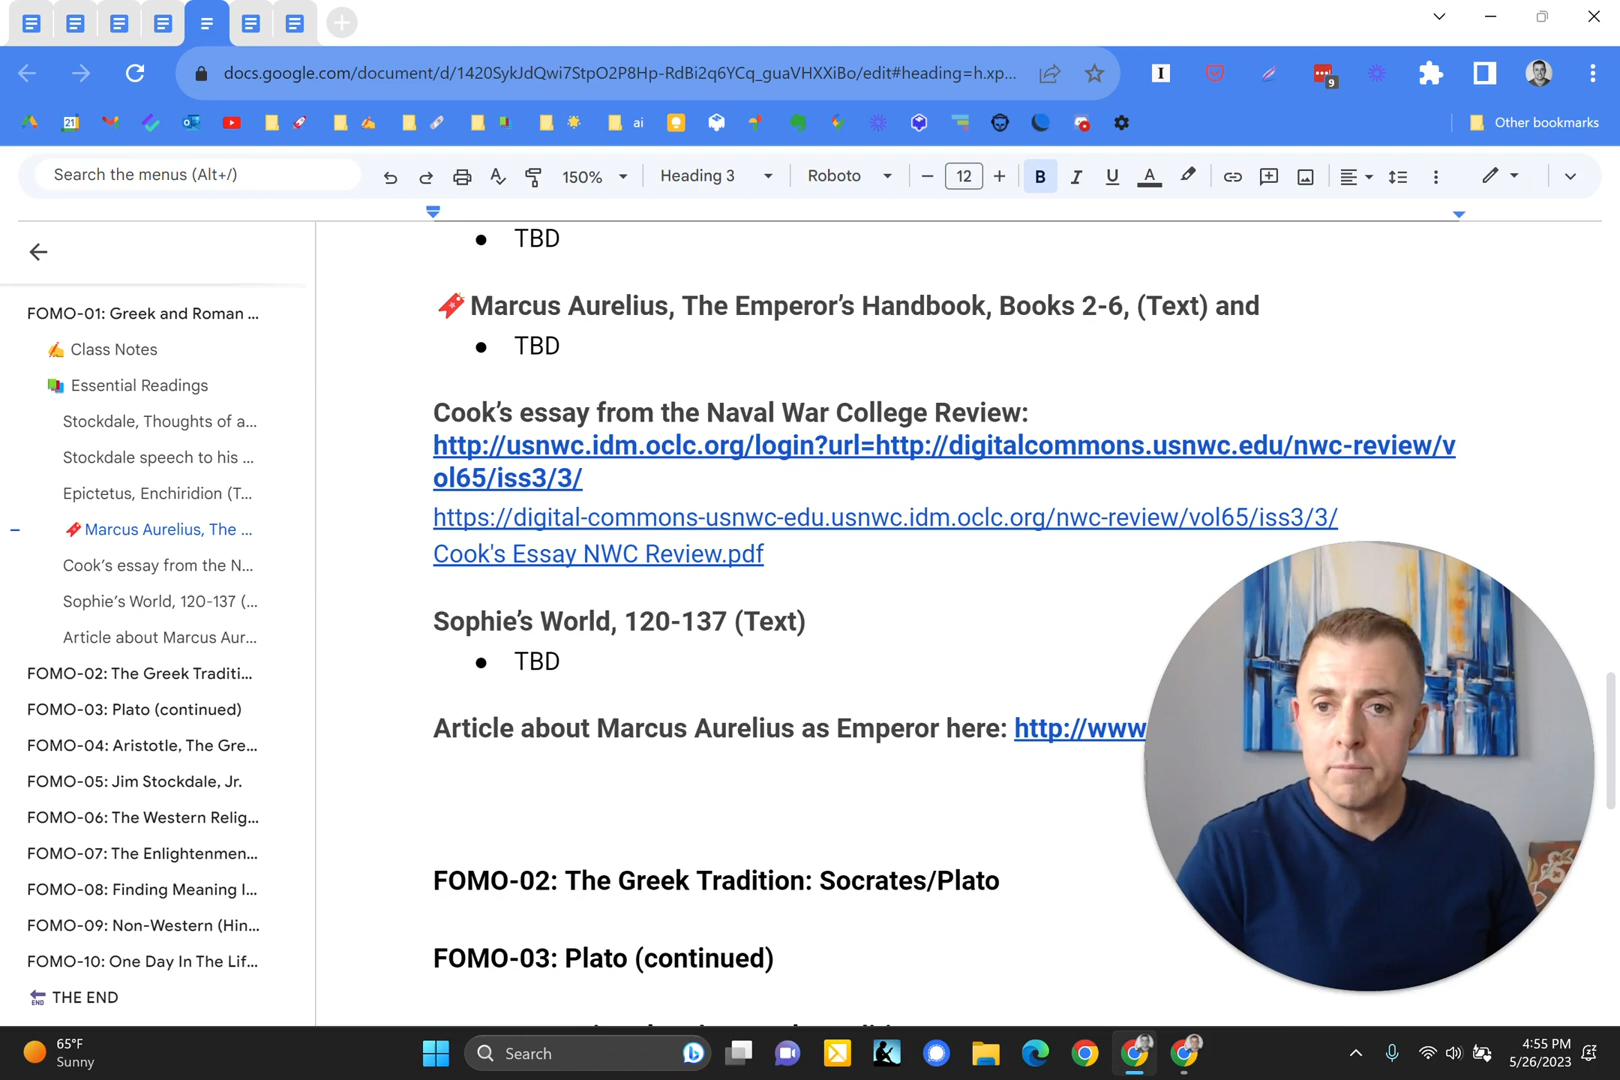 docs.google.com/document/d/1420SykJdQwi7StpO2P8Hp-RdBi2q6YCq_guaVHXXiBo/edit#heading=h.xp...
9
21
ai
Other bookmarks
Search the menus (Alt+/)
150%
Heading 3
Roboto
12
B
I
U
A
FOMO-01: Greek and Roman ...
Class Notes
Essential Readings
Stockdale, Thoughts of a...
Stockdale speech to his ...
Epictetus, Enchiridion (T...
Marcus Aurelius, The ...
Cook’s essay from the N...
Sophie’s World, 120-137 (...
Article about Marcus Aur...
FOMO-02: The Greek Traditi...
FOMO-03: Plato (continued)
FOMO-04: Aristotle, The Gre...
FOMO-05: Jim Stockdale, Jr.
FOMO-06: The Western Relig...
FOMO-07: The Enlightenmen...
FOMO-08: Finding Meaning I...
FOMO-09: Non-Western (Hin...
FOMO-10: One Day In The Lif...
END THE END
● TBD
Marcus Aurelius, The Emperor’s Handbook, Books 2-6, (Text) and
● TBD
Cook’s essay from the Naval War College Review:
http://usnwc.idm.oclc.org/login?url=http://digitalcommons.usnwc.edu/nwc-review/v
ol65/iss3/3/
https://digital-commons-usnwc-edu.usnwc.idm.oclc.org/nwc-review/vol65/iss3/3/
Cook's Essay NWC Review.pdf
Sophie’s World, 120-137 (Text)
● TBD
Article about Marcus Aurelius as Emperor here: http://www
FOMO-02: The Greek Tradition: Socrates/Plato
FOMO-03: Plato (continued)
65°F
Sunny
Search
4:55 PM
5/26/2023